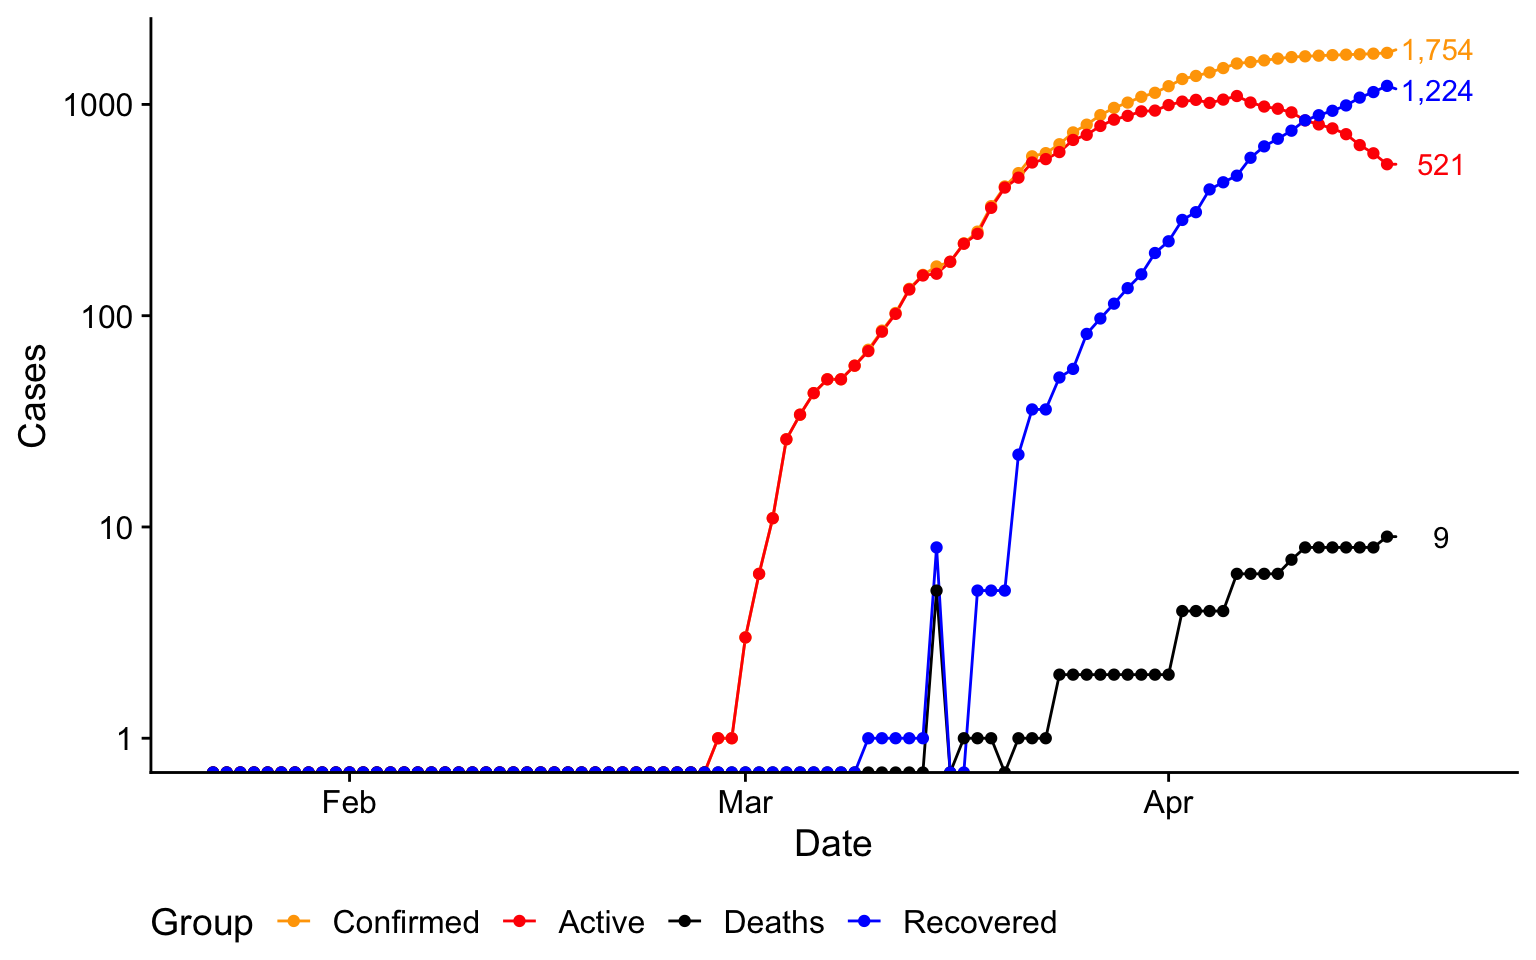 1,754
1000
1,224
521
100
Cases
10
9
1
Feb Mar Apr
Date
Group Confirmed Active Deaths Recovered